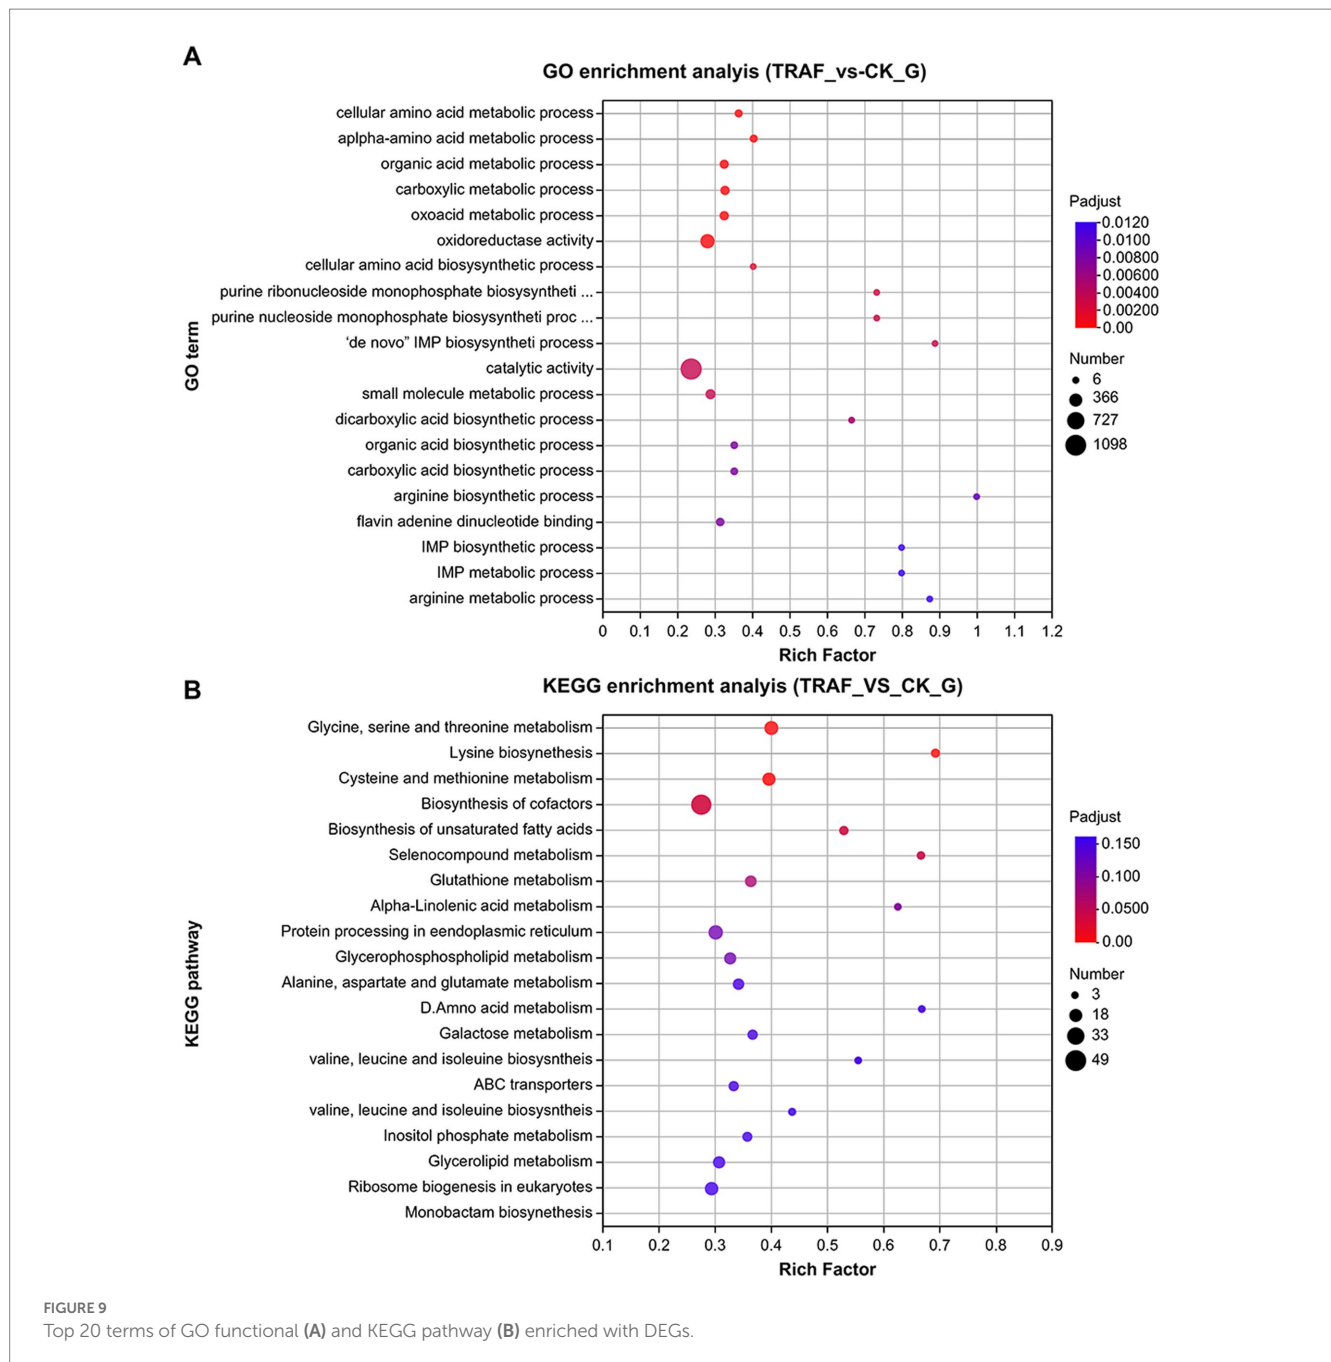 A
GO enrichment analyis (TRAF_vs-CK_G)
GO term
cellular amino acid metabolic process
aplpha-amino acid metabolic process
organic acid metabolic process
carboxylic metabolic process
oxoacid metabolic process
oxidoreductase activity
cellular amino acid biosysynthetic process
purine ribonucleoside monophosphate biosysyntheti ...
purine nucleoside monophosphate biosysyntheti proc ...
‘de novo” IMP biosysyntheti process
catalytic activity
small molecule metabolic process
dicarboxylic acid biosynthetic process
organic acid biosynthetic process
carboxylic acid biosynthetic process
arginine biosynthetic process
flavin adenine dinucleotide binding
IMP biosynthetic process
IMP metabolic process
arginine metabolic process
0 0.1 0.2 0.3 0.4 0.5 0.6 0.7 0.8 0.9 1 1.1 1.2
Rich Factor
Padjust
0.0120
0.0100
0.00800
0.00600
0.00400
0.00200
0.00
Number
6
366
727
1098
B
KEGG enrichment analyis (TRAF_VS_CK_G)
KEGG pathway
Glycine, serine and threonine metabolism
Lysine biosynethesis
Cysteine and methionine metabolism
Biosynthesis of cofactors
Biosynthesis of unsaturated fatty acids
Selenocompound metabolism
Glutathione metabolism
Alpha-Linolenic acid metabolism
Protein processing in eendoplasmic reticulum
Glycerophosphospholipid metabolism
Alanine, aspartate and glutamate metabolism
D.Amno acid metabolism
Galactose metabolism
valine, leucine and isoleuine biosysntheis
ABC transporters
valine, leucine and isoleuine biosysntheis
Inositol phosphate metabolism
Glycerolipid metabolism
Ribosome biogenesis in eukaryotes
Monobactam biosynethesis
0.1 0.2 0.3 0.4 0.5 0.6 0.7 0.8 0.9
Rich Factor
Padjust
0.150
0.100
0.0500
0.00
Number
3
18
33
49
FIGURE 9
Top 20 terms of GO functional (A) and KEGG pathway (B) enriched with DEGs.